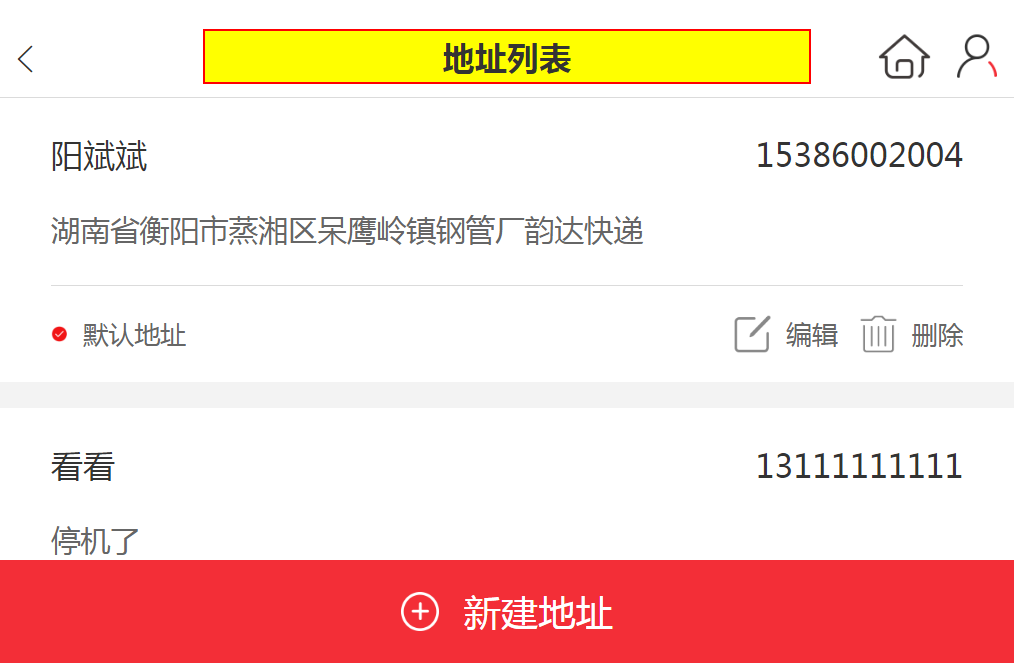 地址列表
阳斌斌 15386002004
湖南省衡阳市蒸湘区呆鹰岭镇钢管厂韵达快递
默认地址 编辑 删除
看看 13111111111
停机了
新建地址